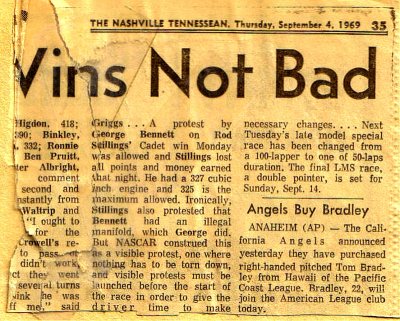 THE NASHVILLE TENNESSEAN, Thursday, September 4, 1969 35
Wins Not Bad
Higdon, 418;
390; Binkley,
332; Ronnie
Ben Pruitt,
Albright,
comment
second and
Waltrip and
"I ought to
for the
Crowell's re-
to pass
didn't work,
they went
several turns
he was
me," said
Griggs . . . A protest by
George Bennett on Rod
Stillings' Cadet win Monday
was allowed and Stillings lost
all points and money earned
that night. He had a 327 cubic
inch engine and 325 is the
maximum allowed. Ironically,
Stillings also protested that
Bennett had an illegal
manifold, which George did.
But NASCAR construed this
as a visible protest, one where
nothing has to be torn down,
and visible protests must be
launched before the start of
the race in order to give the
driver time to make
necessary changes. . . . Next
Tuesday's late model special
race has been changed from
a 100-lapper to one of 50-laps
duration. The final LMS race,
a double pointer, is set for
Sunday, Sept. 14.
Angels Buy Bradley
ANAHEIM (AP) — The Cali-
fornia Angels announced
yesterday they have purchased
right-handed pitched Tom Brad-
ley from Hawaii of the Pacific
Coast League. Bradley, 22, will
join the American League club
today.